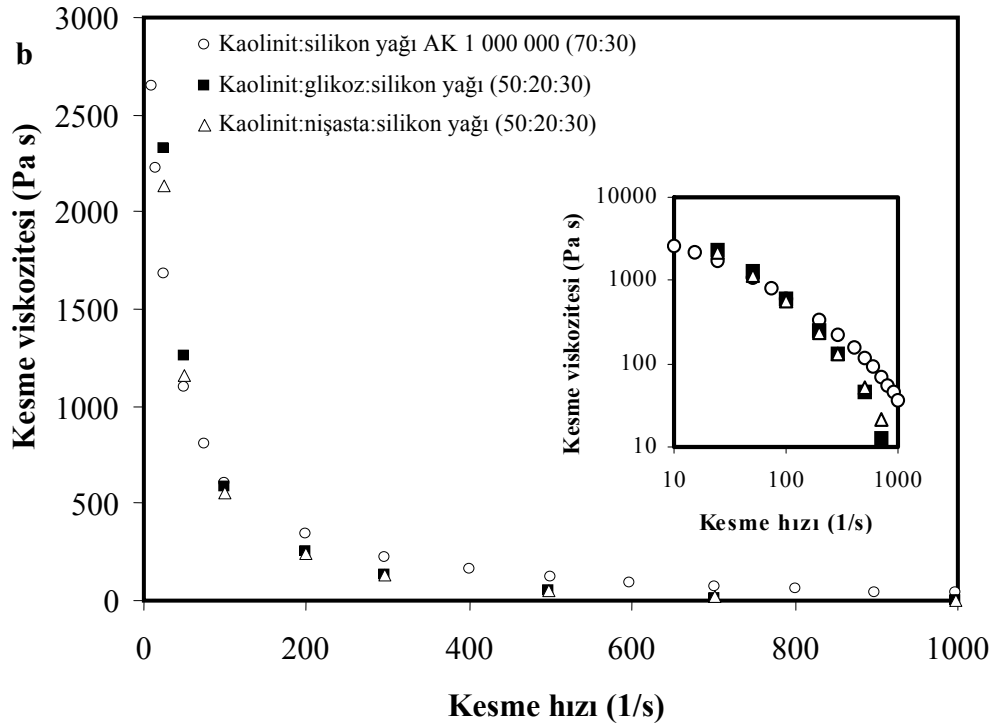 b
Kaolinit:silikon yağı AK 1 000 000 (70:30)
Kaolinit:glikoz:silikon yağı (50:20:30)
Kaolinit:nişasta:silikon yağı (50:20:30)
Kesme viskozitesi (Pa s)
3000
2500
2000
1500
1000
500
0
0 200 400 600 800 1000
Kesme hızı (1/s)
Kesme viskozitesi (Pa s)
10000
1000
100
10
10 100 1000
Kesme hızı (1/s)